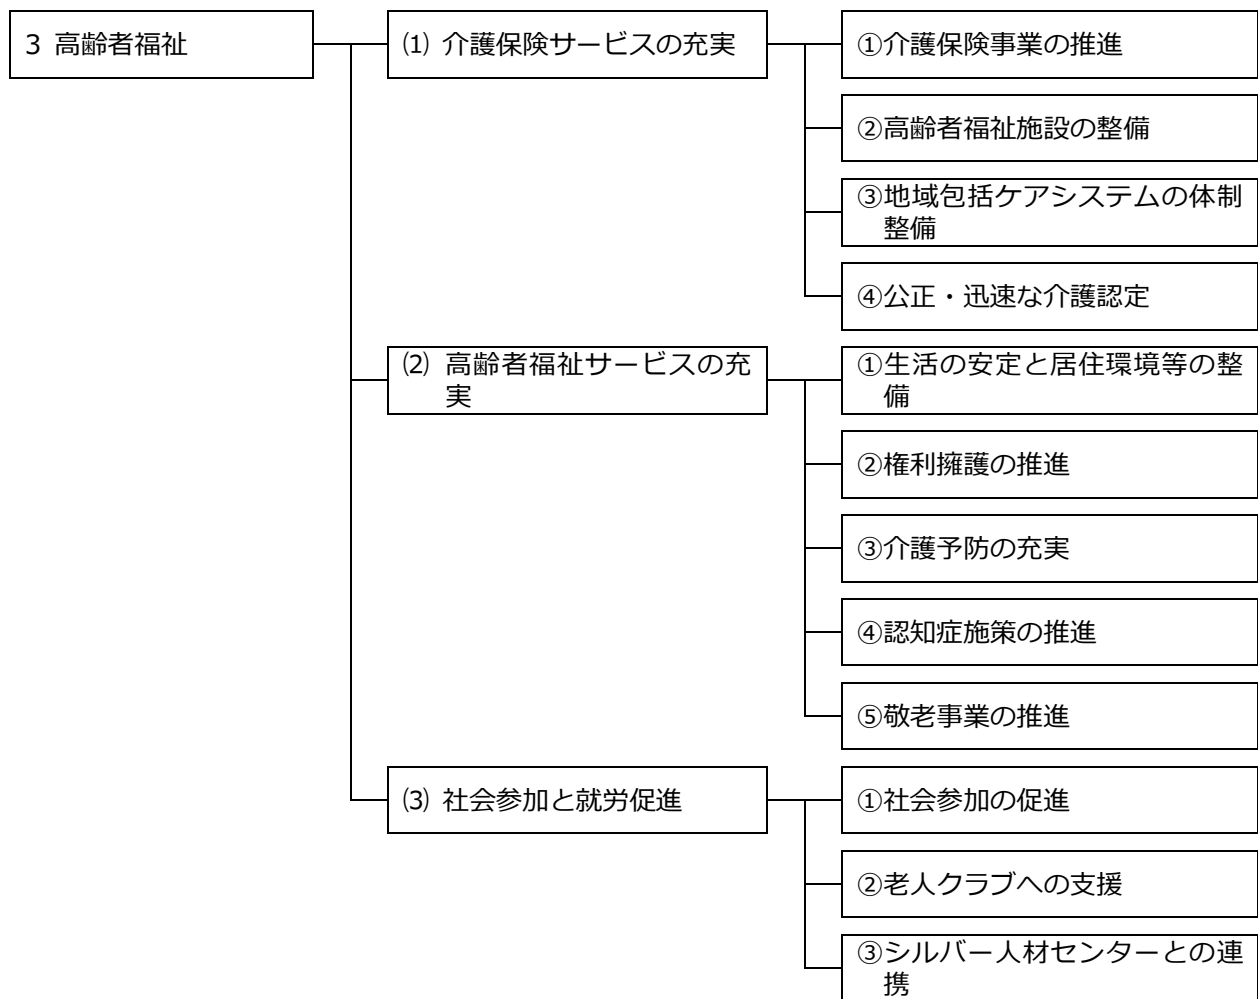 3 高齢者福祉
⑴ 介護保険サービスの充実
①介護保険事業の推進
②高齢者福祉施設の整備
③地域包括ケアシステムの体制
整備
④公正・迅速な介護認定
⑵ 高齢者福祉サービスの充
実
①生活の安定と居住環境等の整
備
②権利擁護の推進
③介護予防の充実
④認知症施策の推進
⑤敬老事業の推進
⑶ 社会参加と就労促進
①社会参加の促進
②老人クラブへの支援
③シルバー人材センターとの連
携